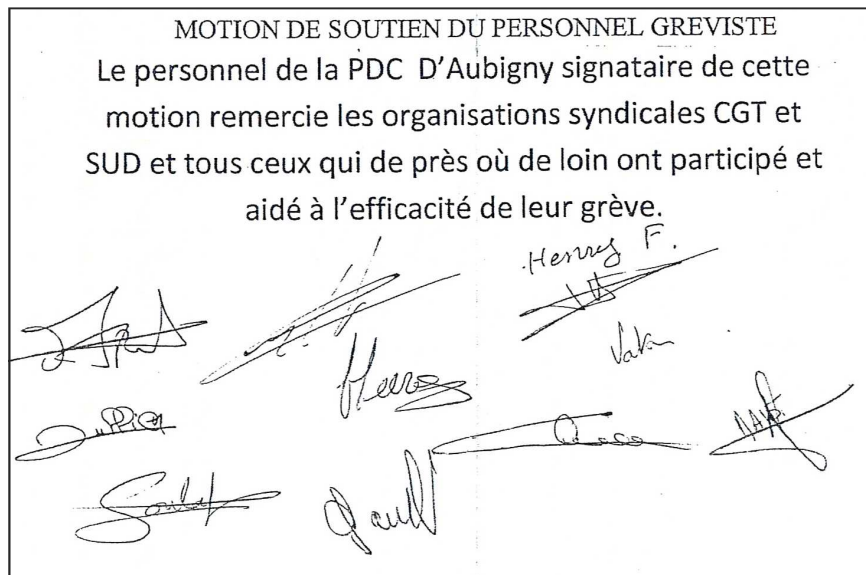 MOTION DE SOUTIEN DU PERSONNEL GREVISTE
Le personnel de la PDC D'Aubigny signataire de cette
motion remercie les organisations syndicales CGT et
SUD et tous ceux qui de près où de loin ont participé et
aidé à l'efficacité de leur grève.
Henry F.